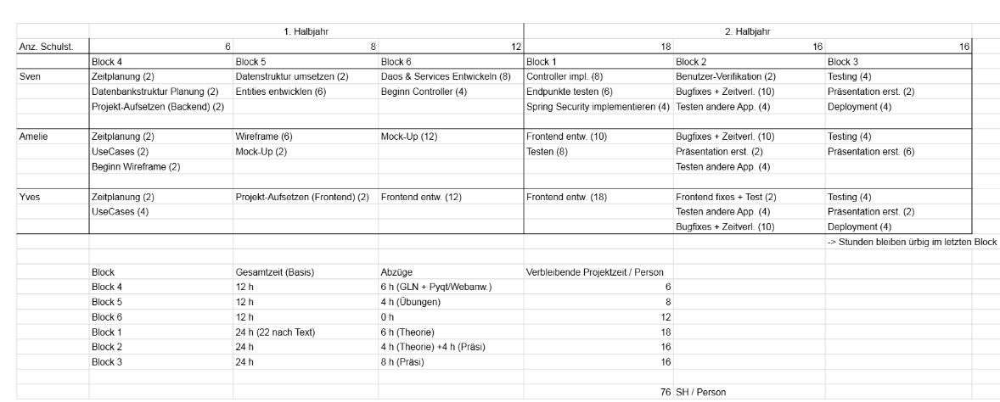 1. Halbjahr 2. Halbjahr
Anz. Schulst. 6 8 12 18 16 16
Block 4 Block 5 Block 6 Block 1 Block 2 Block 3
Sven Zeitplanung (2) Datenstruktur umsetzen (2) Daos & Services Entwickeln (8) Controller impl. (8) Benutzer-Verifikation (2) Testing (4)
Datenbankstruktur Planung (2) Entities entwicklen (6) Beginn Controller (4) Endpunkte testen (6) Bugfixes + Zeitverl. (10) Präsentation erst. (2)
Projekt-Aufsetzen (Backend) (2) Spring Security implementieren (4) Testen andere App. (4) Deployment (4)
Amelie Zeitplanung (2) Wireframe (6) Mock-Up (12) Frontend entw. (10) Bugfixes + Zeitverl. (10) Testing (4)
UseCases (2) Mock-Up (2) Testen (8) Präsentation erst. (2) Präsentation erst. (6)
Beginn Wireframe (2) Testen andere App. (4)
Yves Zeitplanung (2) Projekt-Aufsetzen (Frontend) (2) Frontend entw. (12) Frontend entw. (18) Frontend fixes + Test (2) Testing (4)
UseCases (4) Testen andere App. (4) Präsentation erst. (2)
Bugfixes + Zeitverl. (10) Deployment (4)
-> Stunden bleiben ürbig im letzten Block
Block Gesamtzeit (Basis) Abzüge Verbleibende Projektzeit / Person
Block 4 12 h 6 h (GLN + Pyqt/Webanw.) 6
Block 5 12 h 4 h (Übungen) 8
Block 6 12 h 0 h 12
Block 1 24 h (22 nach Text) 6 h (Theorie) 18
Block 2 24 h 4 h (Theorie) +4 h (Präsi) 16
Block 3 24 h 8 h (Präsi) 16
76 SH / Person